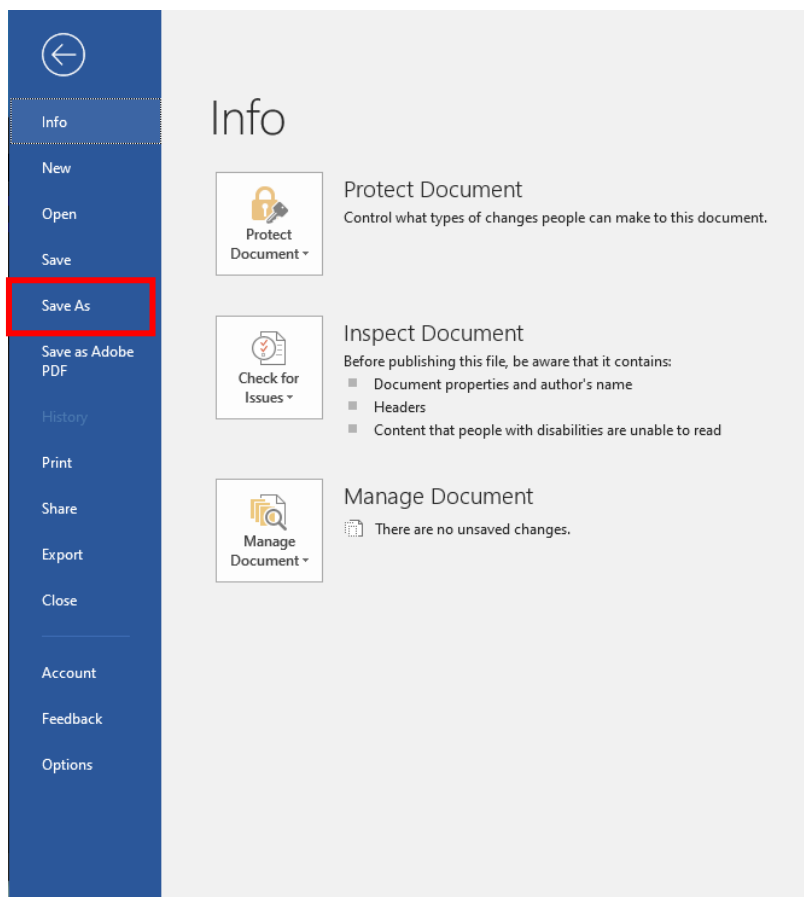 Info
New
Open
Save
Save As
Save as Adobe
PDF
History
Print
Share
Export
Close
Account
Feedback
Options
Info
Protect
Document
Protect Document
Control what types of changes people can make to this document.
Check for
Issues
Inspect Document
Before publishing this file, be aware that it contains:
Document properties and author's name
Headers
Content that people with disabilities are unable to read
Manage
Document
Manage Document
There are no unsaved changes.